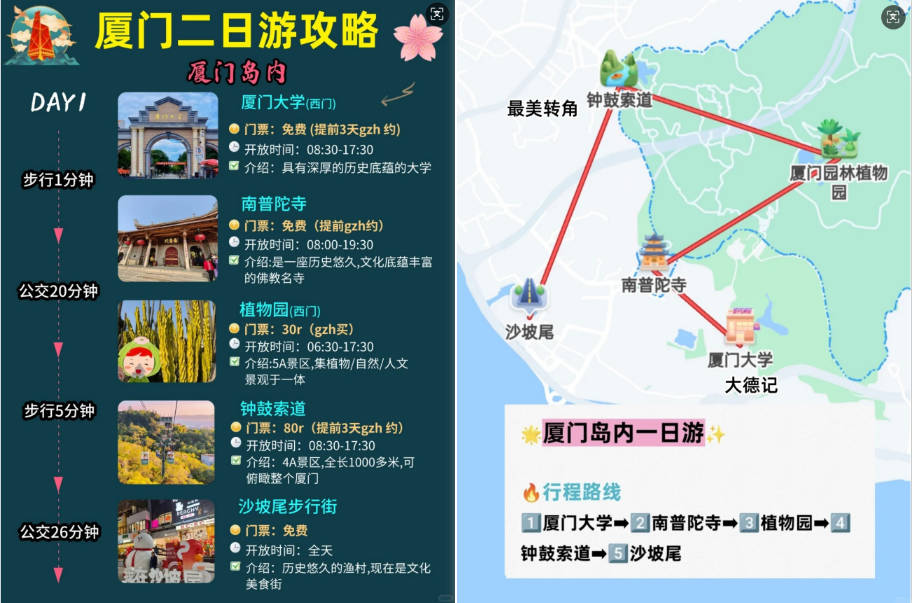 厦门二日游攻略
厦门岛内
DAY1
厦门大学(西门)
门票：免费 (提前3天gzh 约)
开放时间：08:30-17:30
介绍：具有深厚的历史底蕴的大学
步行1分钟
南普陀寺
门票：免费（提前gzh约）
开放时间：08:00-19:30
介绍:是一座历史悠久,文化底蕴丰富
的佛教名寺
公交20分钟
植物园(西门)
门票：30r（gzh买）
开放时间：06:30-17:30
介绍:5A景区,集植物/自然/人文
景观于一体
步行5分钟
钟鼓索道
门票：80r（提前3天gzh 约）
开放时间：08:30-17:30
介绍：4A景区,全长1000多米,可
俯瞰整个厦门
公交26分钟
沙坡尾步行街
门票：免费
开放时间：全天
介绍：历史悠久的渔村,现在是文化
美食街
钟鼓索道
最美转角
厦门园林植物
园
南普陀寺
沙坡尾
厦门大学
大德记
厦门岛内一日游
行程路线
1厦门大学➡2南普陀寺➡3植物园➡4
钟鼓索道➡5沙坡尾